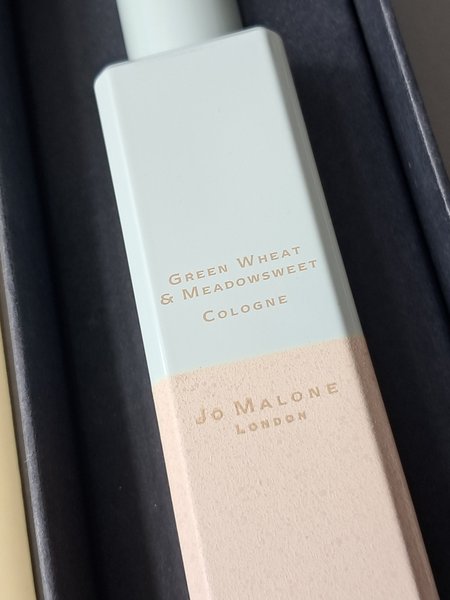 Green Wheat
& Meadowsweet
Cologne
Jo Malone
London